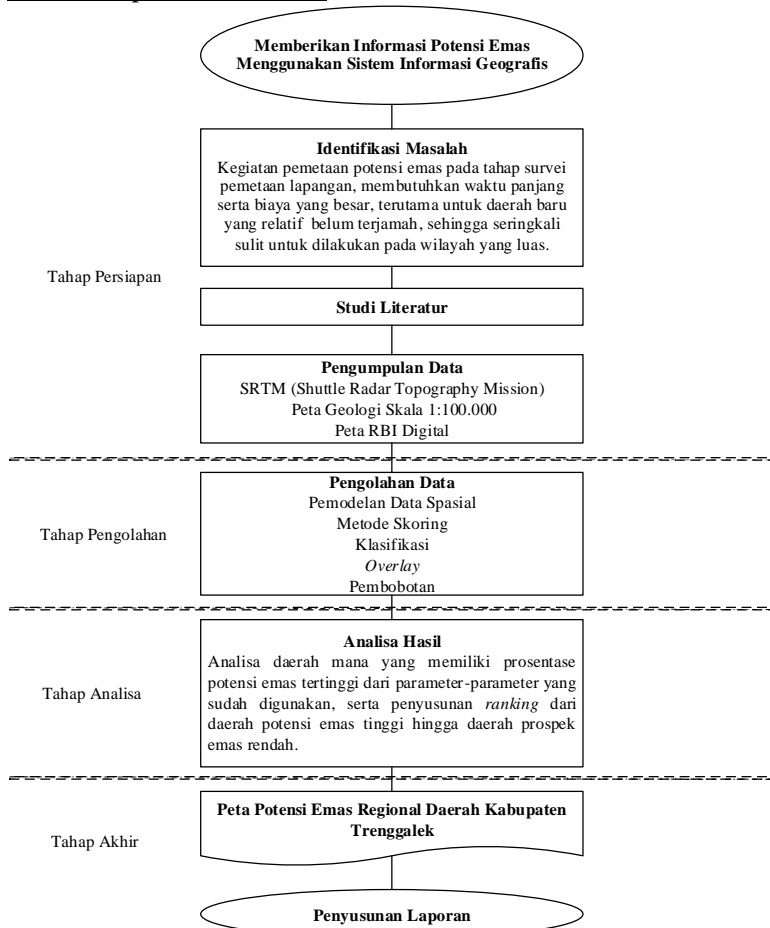 Memberikan Informasi Potensi Emas
Menggunakan Sistem Informasi Geografis
Identifikasi Masalah
Kegiatan pemetaan potensi emas pada tahap survei
pemetaan lapangan, membutuhkan waktu panjang
serta biaya yang besar, terutama untuk daerah baru
yang relatif belum terjamah, sehingga seringkali
sulit untuk dilakukan pada wilayah yang luas.
Tahap Persiapan
Studi Literatur
Pengumpulan Data
SRTM (Shuttle Radar Topography Mission)
Peta Geologi Skala 1:100.000
Peta RBI Digital
Pengolahan Data
Pemodelan Data Spasial
Metode Skoring
Tahap Pengolahan
Klasifikasi
Overlay
Pembobotan
Analisa Hasil
Analisa daerah mana yang memiliki prosentase
potensi emas tertinggi dari parameter-parameter yang
Tahap Analisa
sudah digunakan, serta penyusunan ranking dari
daerah potensi emas tinggi hingga daerah prospek
emas rendah.
Peta Potensi Emas Regional Daerah Kabupaten
Trenggalek
Tahap Akhir
Penyusunan Laporan